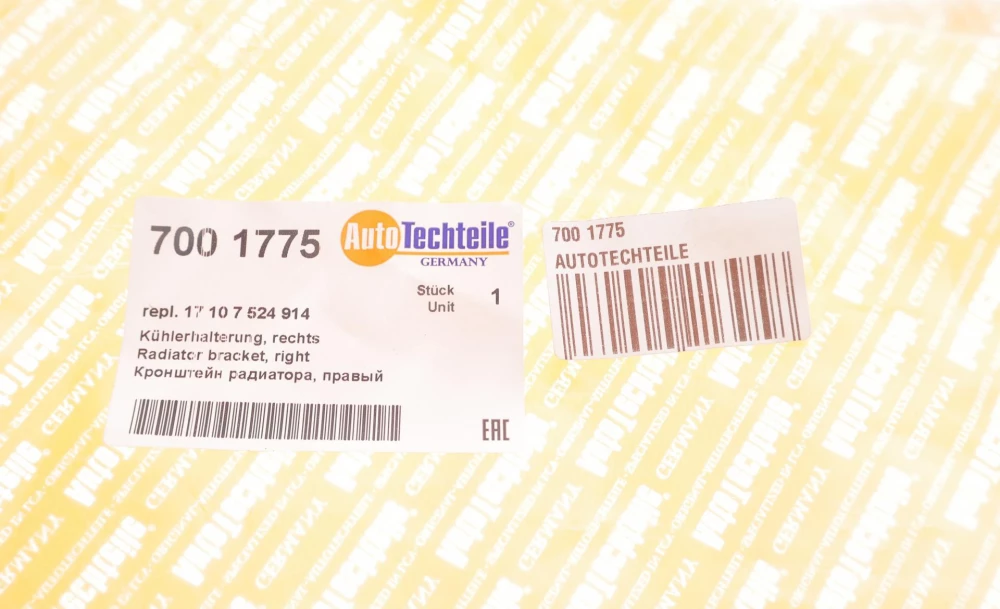 700 1775
AutoTechteile®
GERMANY
Stück
Unit
1
repl. 17 10 7 524 914
Kühlerhalterung, rechts
Radiator bracket, right
Кронштейн радиатора, правый
EAC
700 1775
AUTOTECHTEILE